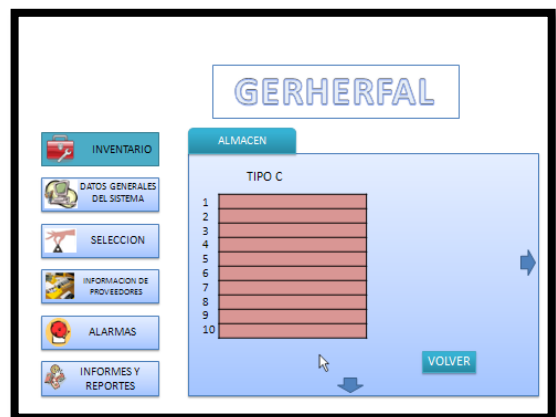 GERHERFAL
INVENTARIO
DATOS GENERALES
DEL SISTEMA
SELECCION
INFORMACION DE
PROVEEDORES
ALARMAS
INFORMES Y
REPORTES
ALMACEN
TIPO C
1
2
3
4
5
6
7
8
9
10
VOLVER